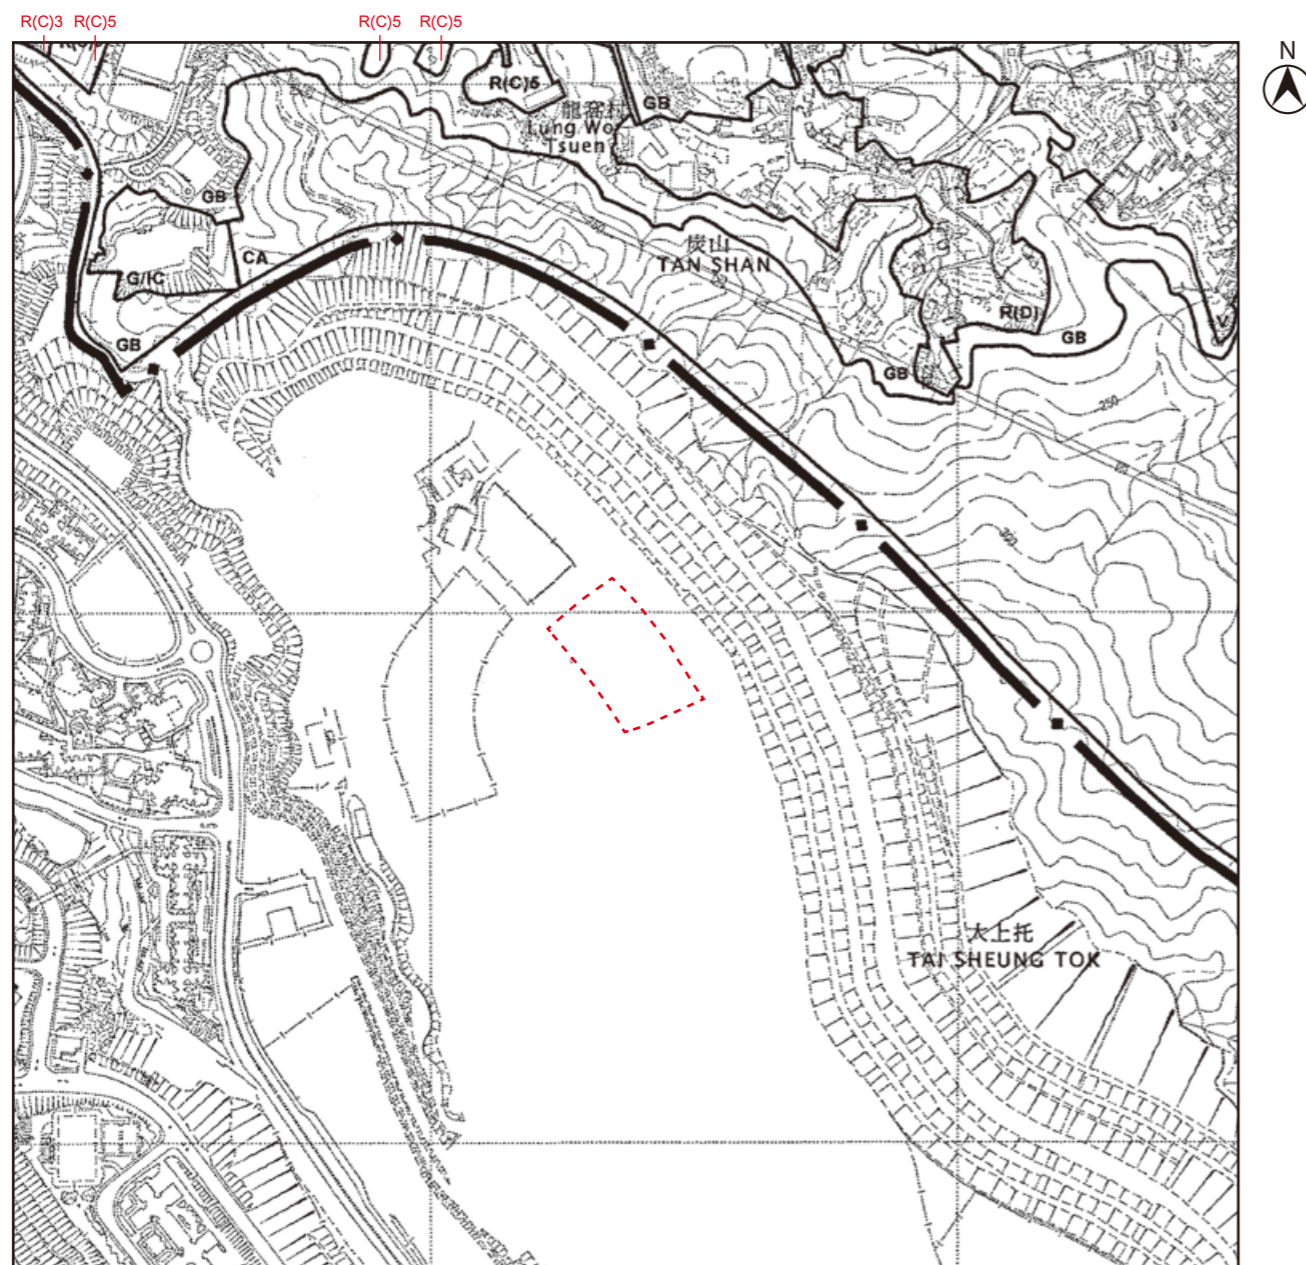 R(C)3 R(C)5 R(C)5 R(C)5
N
R(C)5
GB
龍窩村
Lung Wo
Tsuen
GB
炭山
TAN SHAN
CA
G/IC
R(D)
V
GB
GB
GB
250
300
大上托
TAI SHEUNG TOK